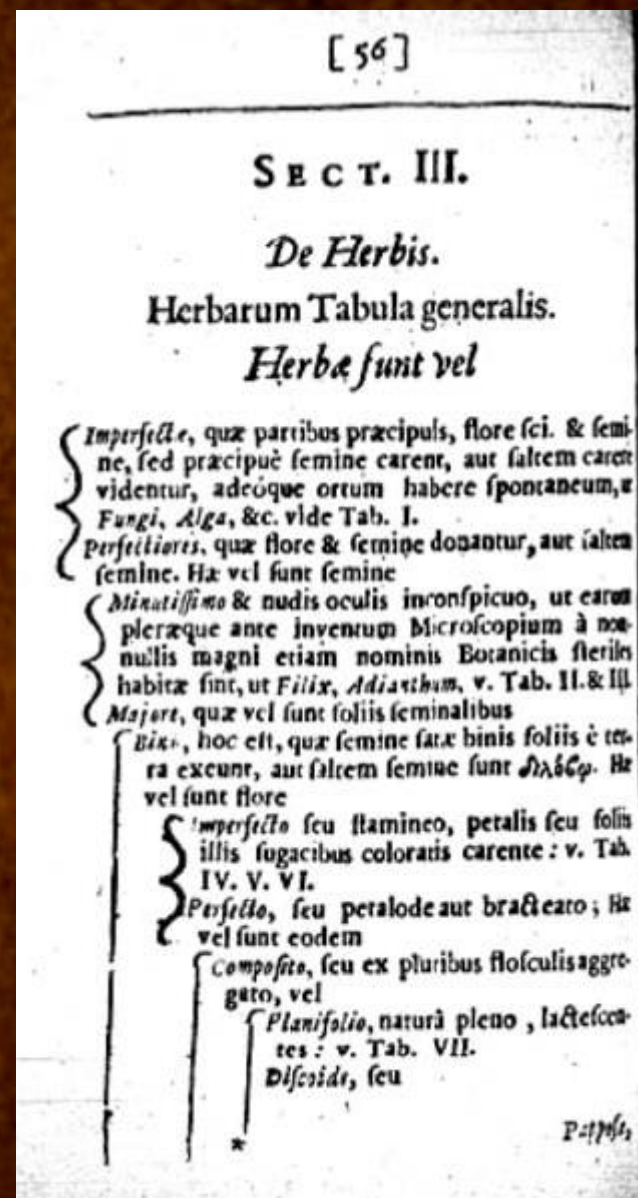 [ 56 ]
SECT. III.
De Herbis.
Herbarum Tabula generalis.
Herbæ ſunt vel
Imperfectæ, quæ partibus præcipuis, flore ſci. & ſemi-
ne, ſed præcipuè ſemine carent, aut ſaltem carere
videntur, adeóque ortum habere ſpontaneum, ut
Fungi, Alga, &c. vide Tab. I.
Perfectiores, quæ flore & ſemine donantur, aut ſaltem
ſemine. Hæ vel ſunt ſemine
Minutiſſimo & nudis oculis inconſpicuo, ut earum
pleræque ante inventum Microſcopium à non-
nullis magni etiam nominis Botanicis ſteriles
habitæ ſint, ut Filix, Adianthum, v. Tab. II. & III.
Majore, quæ vel ſunt foliis ſeminalibus
Binis, hoc eſt, quæ ſemine ſatæ binis foliis è ter-
ra exeunt, aut ſaltem ſemine ſunt διλόβῳ. Hæ
vel ſunt flore
Imperfecto ſeu ſtamineo, petalis ſeu foliis
illis fugacibus coloratis carente : v. Tab.
IV. V. VI.
Perfecto, ſeu petalode aut bracteato ; Hæ
vel ſunt eodem
Compoſito, ſeu ex pluribus floſculis aggre-
gato, vel
Planifolio, naturâ pleno , lacteſcen-
tes : v. Tab. VII.
Diſcoide, ſeu
*
Pappoſe,